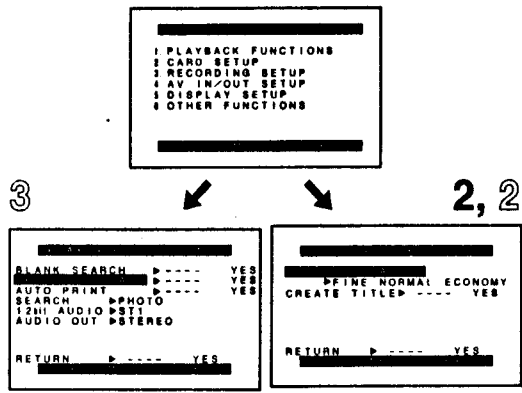 1 PLAYBACK FUNCTIONS
2 CARD SETUP
3 RECORDING SETUP
4 AV IN/OUT SETUP
5 DISPLAY SETUP
6 OTHER FUNCTIONS
3
2, 2
BLANK SEARCH ---- YES
---- YES
AUTO PRINT ---- YES
SEARCH PHOTO
12bit AUDIO ST1
AUDIO OUT STEREO
RETURN ---- YES
FINE NORMAL ECONOMY
CREATE TITLE ---- YES
RETURN ---- YES